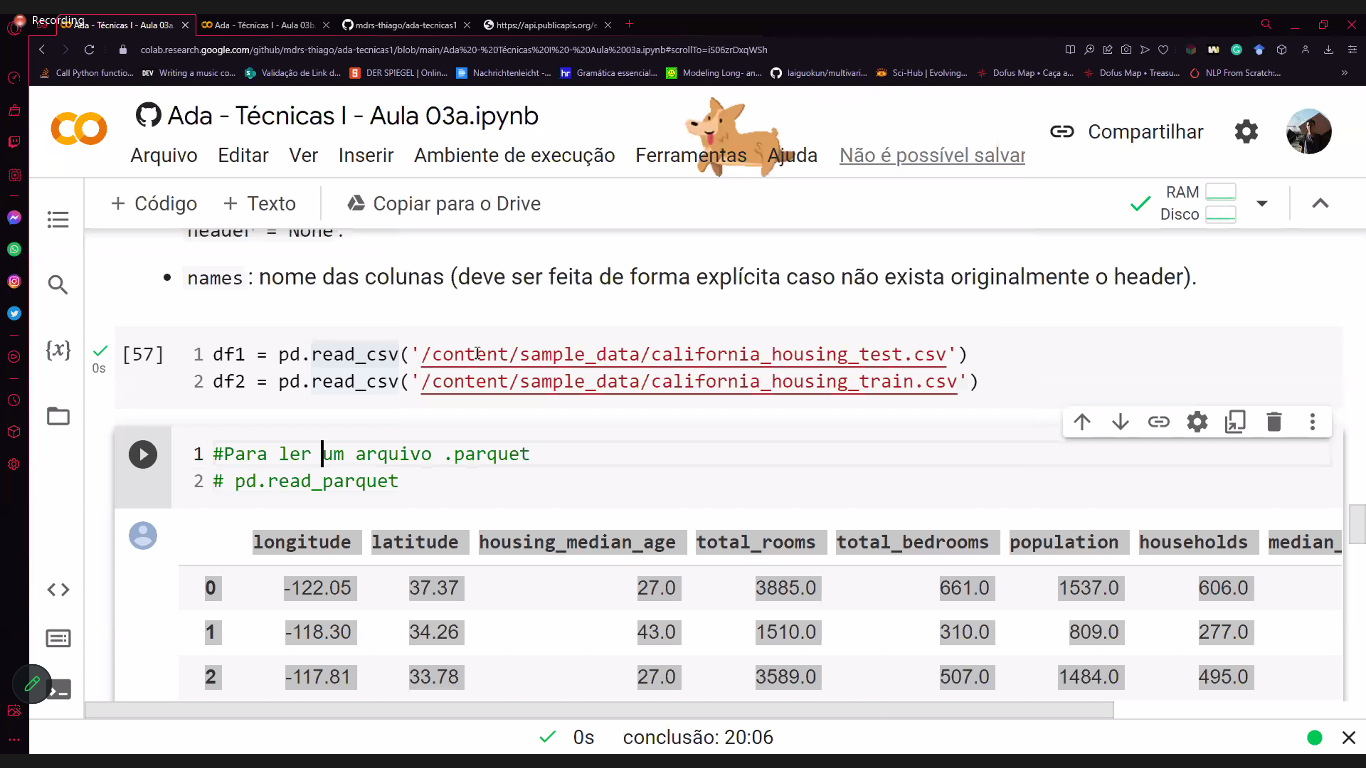 Recording
Ada - Técnicas I - Aula 03a
Ada - Técnicas I - Aula 03b.
mdrs-thiago/ada-tecnicas1
https://api.publicapis.org/e
colab.research.google.com/github/mdrs-thiago/ada-tecnicas1/blob/main/Ada%20-%20Técnicas%20I%20-%20Aula%2003a.ipynb#scrollTo=iS06zrDxqWSh
Call Python functio...
DEV Writing a music co...
Validação de Link d...
DER SPIEGEL | Onlin...
Nachrichtenleicht -...
hr Gramática essencial...
Modeling Long- an...
laiguokun/multivari...
Sci-Hub | Evolving...
Dofus Map • Caça a...
Dofus Map • Treasu...
NLP From Scratch:...
»
Ada - Técnicas I - Aula 03a.ipynb
Compartilhar
Arquivo Editar Ver Inserir Ambiente de execução Ferramentas Ajuda Não é possível salvar
+ Código + Texto Copiar para o Drive
RAM
Disco
header = None.
• names: nome das colunas (deve ser feita de forma explícita caso não exista originalmente o header).
{x}
0s
[57]
1 df1 = pd.read_csv('/content/sample_data/california_housing_test.csv')
2 df2 = pd.read_csv('/content/sample_data/california_housing_train.csv')
1 #Para ler um arquivo .parquet
2 # pd.read_parquet
longitude latitude housing_median_age total_rooms total_bedrooms population households median_
0 -122.05 37.37 27.0 3885.0 661.0 1537.0 606.0
1 -118.30 34.26 43.0 1510.0 310.0 809.0 277.0
2 -117.81 33.78 27.0 3589.0 507.0 1484.0 495.0
0s conclusão: 20:06